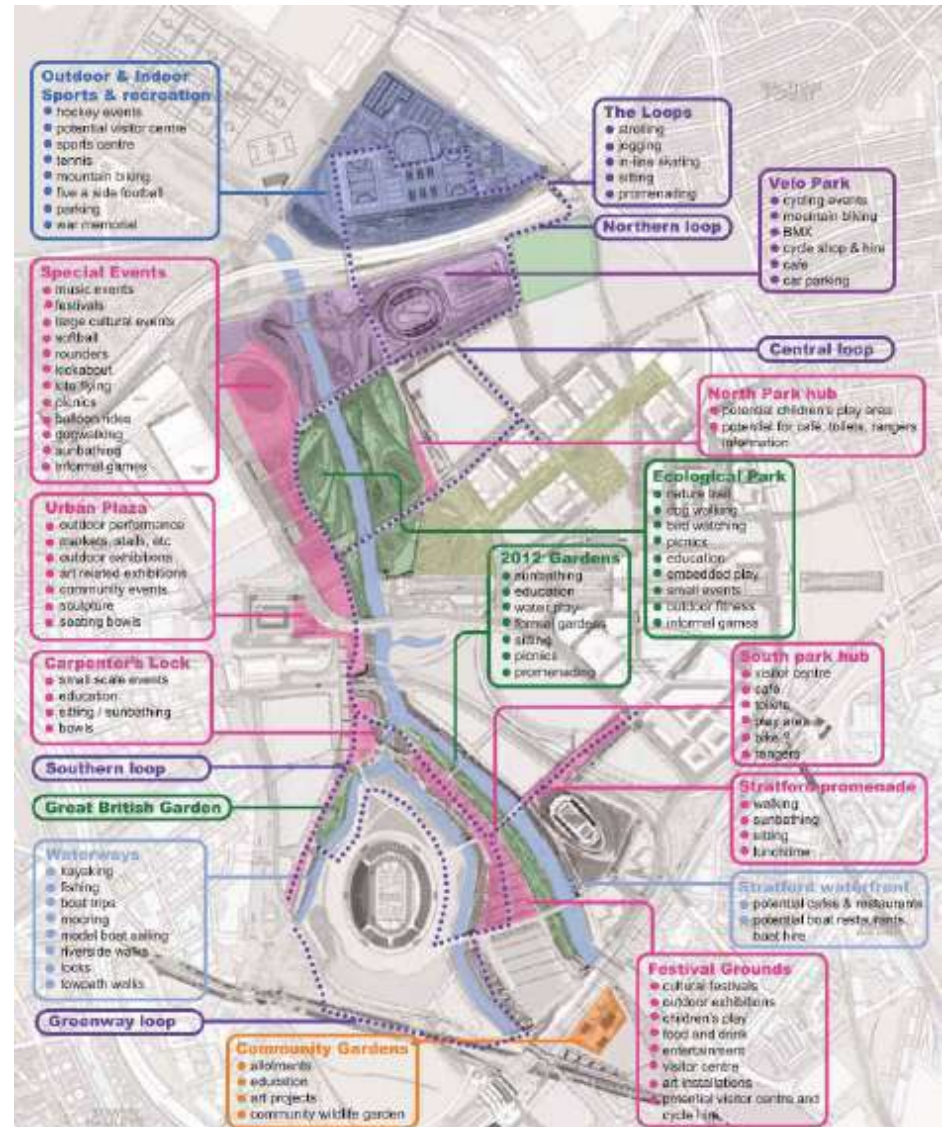 Outdoor & Indoor
Sports & recreation
hockey events
potential visitor centre
sports centre
tennis
mountain biking
five a side football
parking
war memorial
The Loops
strolling
jogging
in-line skating
sitting
promenading
Velo Park
cycling events
mountain biking
BMX
cycle shop & hire
cafe
car parking
Northern loop
Special Events
music events
festivals
large cultural events
softball
rounders
kickabout
kite flying
picnics
balloon rides
dogwalking
sunbathing
informal games
Central loop
North Park hub
potential children's play area
potential for café, toilets, rangers
information
Ecological Park
nature trail
dog walking
bird watching
picnics
education
embedded play
small events
outdoor fitness
informal games
Urban Plaza
outdoor performance
markets, stalls, etc
outdoor exhibitions
art related exhibitions
community events
sculpture
seating bowls
2012 Gardens
sunbathing
education
water play
formal gardens
sitting
picnics
promenading
Carpenter's Lock
small scale events
education
sitting / sunbathing
bowls
South park hub
visitor centre
café
toilets
play area
bike ?
rangers
Southern loop
Great British Garden
Stratford promenade
walking
sunbathing
sitting
lunchtime
Waterways
kayaking
fishing
boat trips
mooring
model boat sailing
riverside walks
locks
towpath walks
Stratford waterfront
potential cafes & restaurants
potential boat restaurants,
boat hire
Festival Grounds
cultural festivals
outdoor exhibitions
children's play
food and drink
entertainment
visitor centre
art installations
potential visitor centre and
cycle hire
Greenway loop
Community Gardens
allotments
education
art projects
community wildlife garden